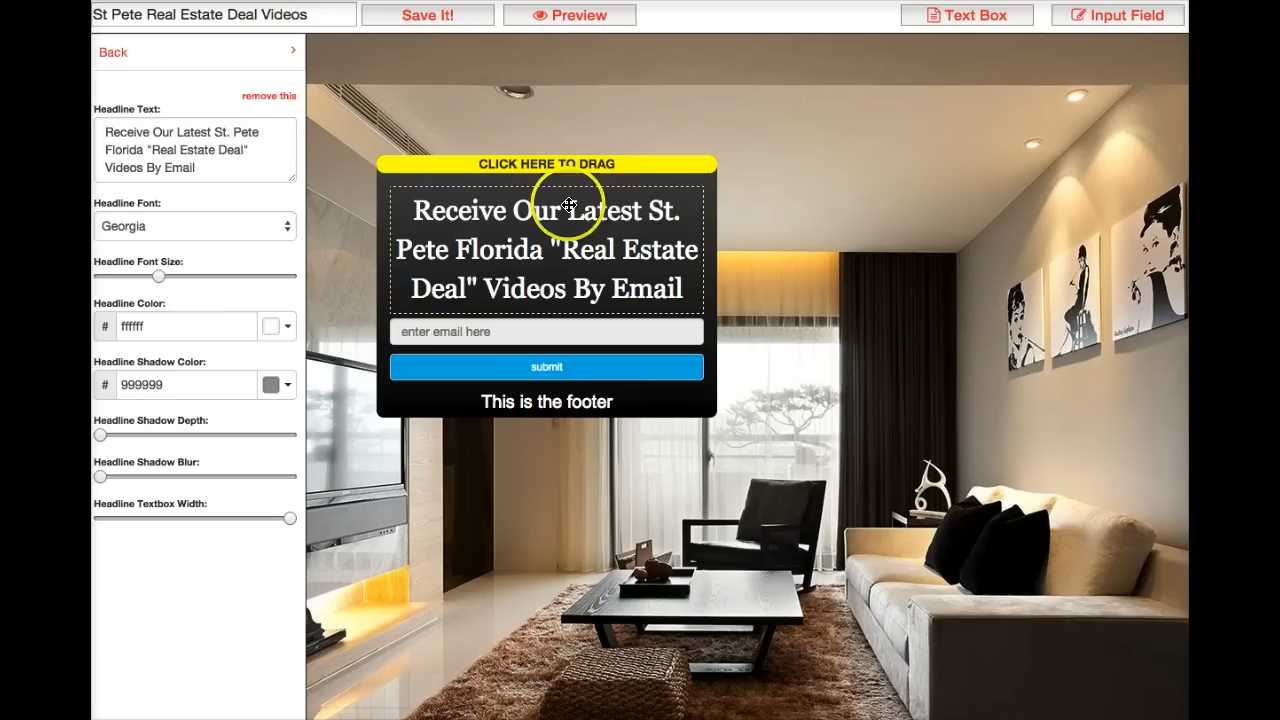 St Pete Real Estate Deal Videos
Save It!
Preview
Text Box
Input Field
Back
remove this
Headline Text:
Receive Our Latest St. Pete
Florida "Real Estate Deal"
Videos By Email
Headline Font:
Georgia
Headline Font Size:
Headline Color:
# ffffff
Headline Shadow Color:
# 999999
Headline Shadow Depth:
Headline Shadow Blur:
Headline Textbox Width:
CLICK HERE TO DRAG
Receive Our Latest St.
Pete Florida "Real Estate
Deal" Videos By Email
enter email here
submit
This is the footer